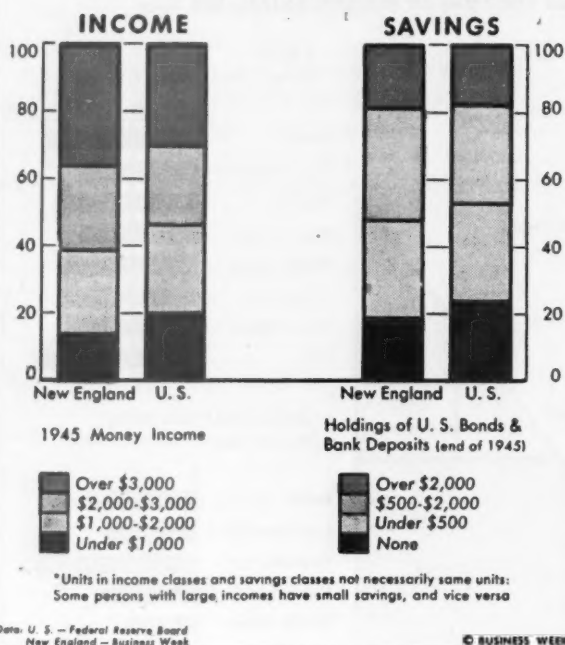 INCOME
SAVINGS
100
80
60
40
20
0
100
80
60
40
20
0
New England U. S.
New England U. S.
1945 Money Income
Holdings of U. S. Bonds &
Bank Deposits (end of 1945)
Over $3,000
$2,000-$3,000
$1,000-$2,000
Under $1,000
Over $2,000
$500-$2,000
Under $500
None
*Units in income classes and savings classes not necessarily same units:
Some persons with large incomes have small savings, and vice versa
Data: U. S. — Federal Reserve Board
New England — Business Week
© BUSINESS WEEK